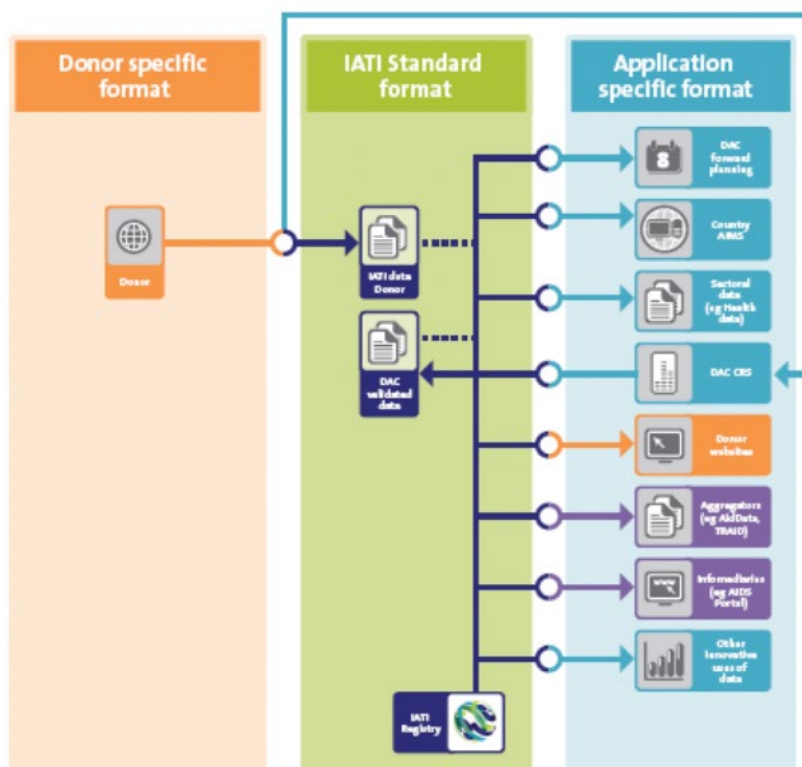 Donor specific
format
IATI Standard
format
Application
specific format
DAC
forward
planning
Country
AIMS
Donor
IATI data
Donor
Sectoral
data
(eg Health
data)
DAC
validated
data
DAC CRS
Donor
websites
Aggregators
(eg AidData,
TRAID)
Infomediaries
(eg AIDS
Portal)
Other
innovative
uses of
data
IATI
Registry